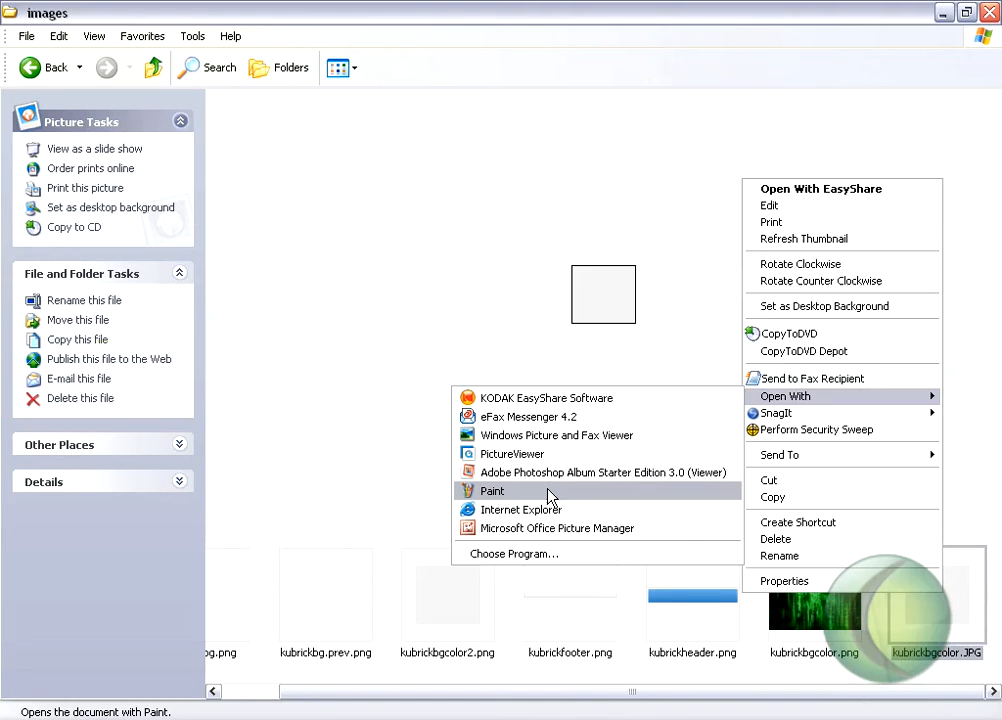 images
File Edit View Favorites Tools Help
Back Search Folders
Picture Tasks
View as a slide show
Order prints online
Print this picture
Set as desktop background
Copy to CD
File and Folder Tasks
Rename this file
Move this file
Copy this file
Publish this file to the Web
E-mail this file
Delete this file
Other Places
Details
Open With EasyShare
Edit
Print
Refresh Thumbnail
Rotate Clockwise
Rotate Counter Clockwise
Set as Desktop Background
CopyToDVD
CopyToDVD Depot
Send to Fax Recipient
Open With
SnagIt
Perform Security Sweep
Send To
Cut
Copy
Create Shortcut
Delete
Rename
Properties
KODAK EasyShare Software
eFax Messenger 4.2
Windows Picture and Fax Viewer
PictureViewer
Adobe Photoshop Album Starter Edition 3.0 (Viewer)
Paint
Internet Explorer
Microsoft Office Picture Manager
Choose Program...
kubrickbg.prev.png kubrickbgcolor2.png kubrickfooter.png kubrickheader.png kubrickbgcolor.png kubrickbgcolor.JPG
Opens the document with Paint.